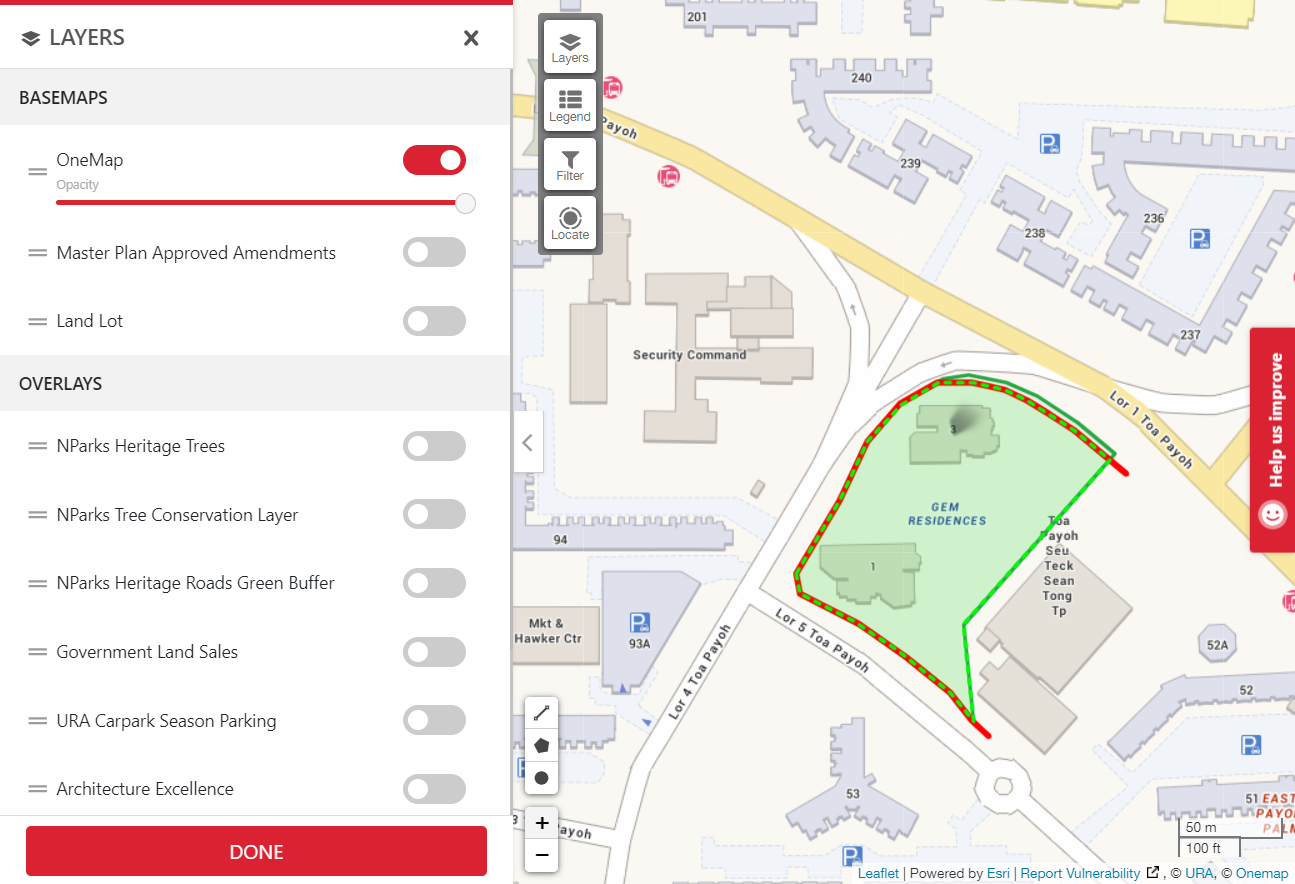 LAYERS
BASEMAPS
OneMap
Opacity
Master Plan Approved Amendments
Land Lot
OVERLAYS
NParks Heritage Trees
NParks Tree Conservation Layer
NParks Heritage Roads Green Buffer
Government Land Sales
URA Carpark Season Parking
Architecture Excellence
DONE
Layers
Legend
Filter
Locate
201
240
Payoh
239
P
236
238
P
237
Security Command
Lor 1 Toa Payoh
3
GEM
RESIDENCES
Toa
Payoh
Seu
Teck
Sean
Tong
Tp
1
94
Mkt &
Hawker Ctr
P
93A
Lor 5 Toa Payoh
Lor 4 Toa Payoh
52A
52
P
P
53
51
EAST
PAYO
PALM
3
Payoh
P
+
−
50 m
100 ft
Help us improve
Leaflet | Powered by Esri | Report Vulnerability , © URA, © Onemap